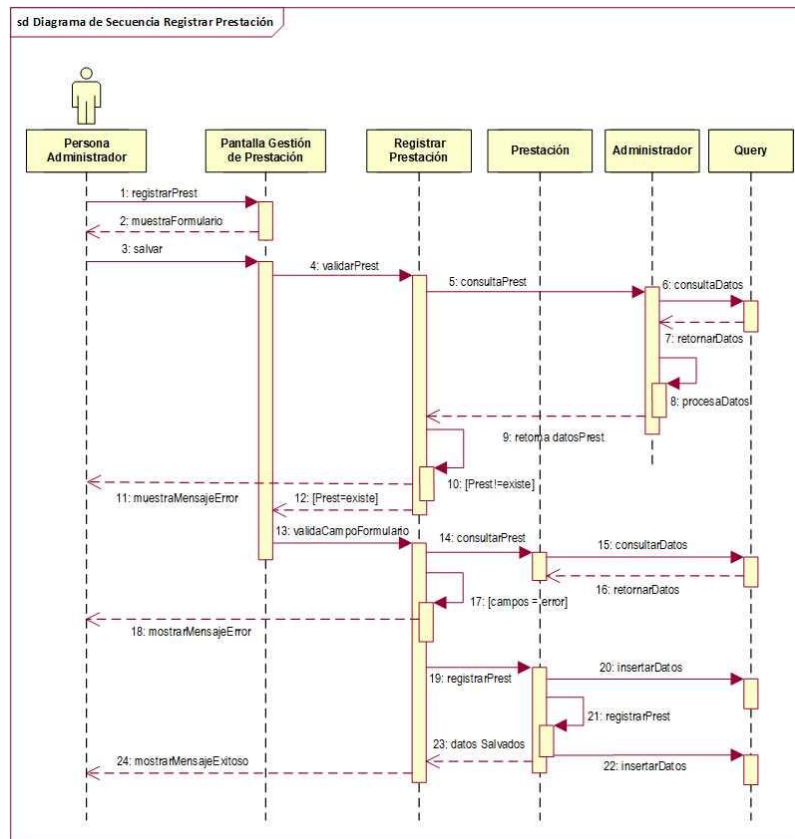 sd Diagrama de Secuencia Registrar Prestación
Persona
Administrador
Pantalla Gestión
de Prestación
Registrar
Prestación
Prestación
Administrador
Query
1: registrarPrest
2: muestraFormulario
3: salvar
4: validarPrest
5: consultaPrest
6: consultaDatos
7: retornarDatos
8: procesaDatos
9: retorna datosPrest
10: [Prest!=existe]
11: muestraMensajeError
12: [Prest=existe]
13: validaCampoFormulario
14: consultarPrest
15: consultarDatos
16: retornarDatos
17: [campos = error]
18: mostrarMensajeError
19: registrarPrest
20: insertarDatos
21: registrarPrest
22: insertarDatos
23: datos Salvados
24: mostrarMensajeExitoso